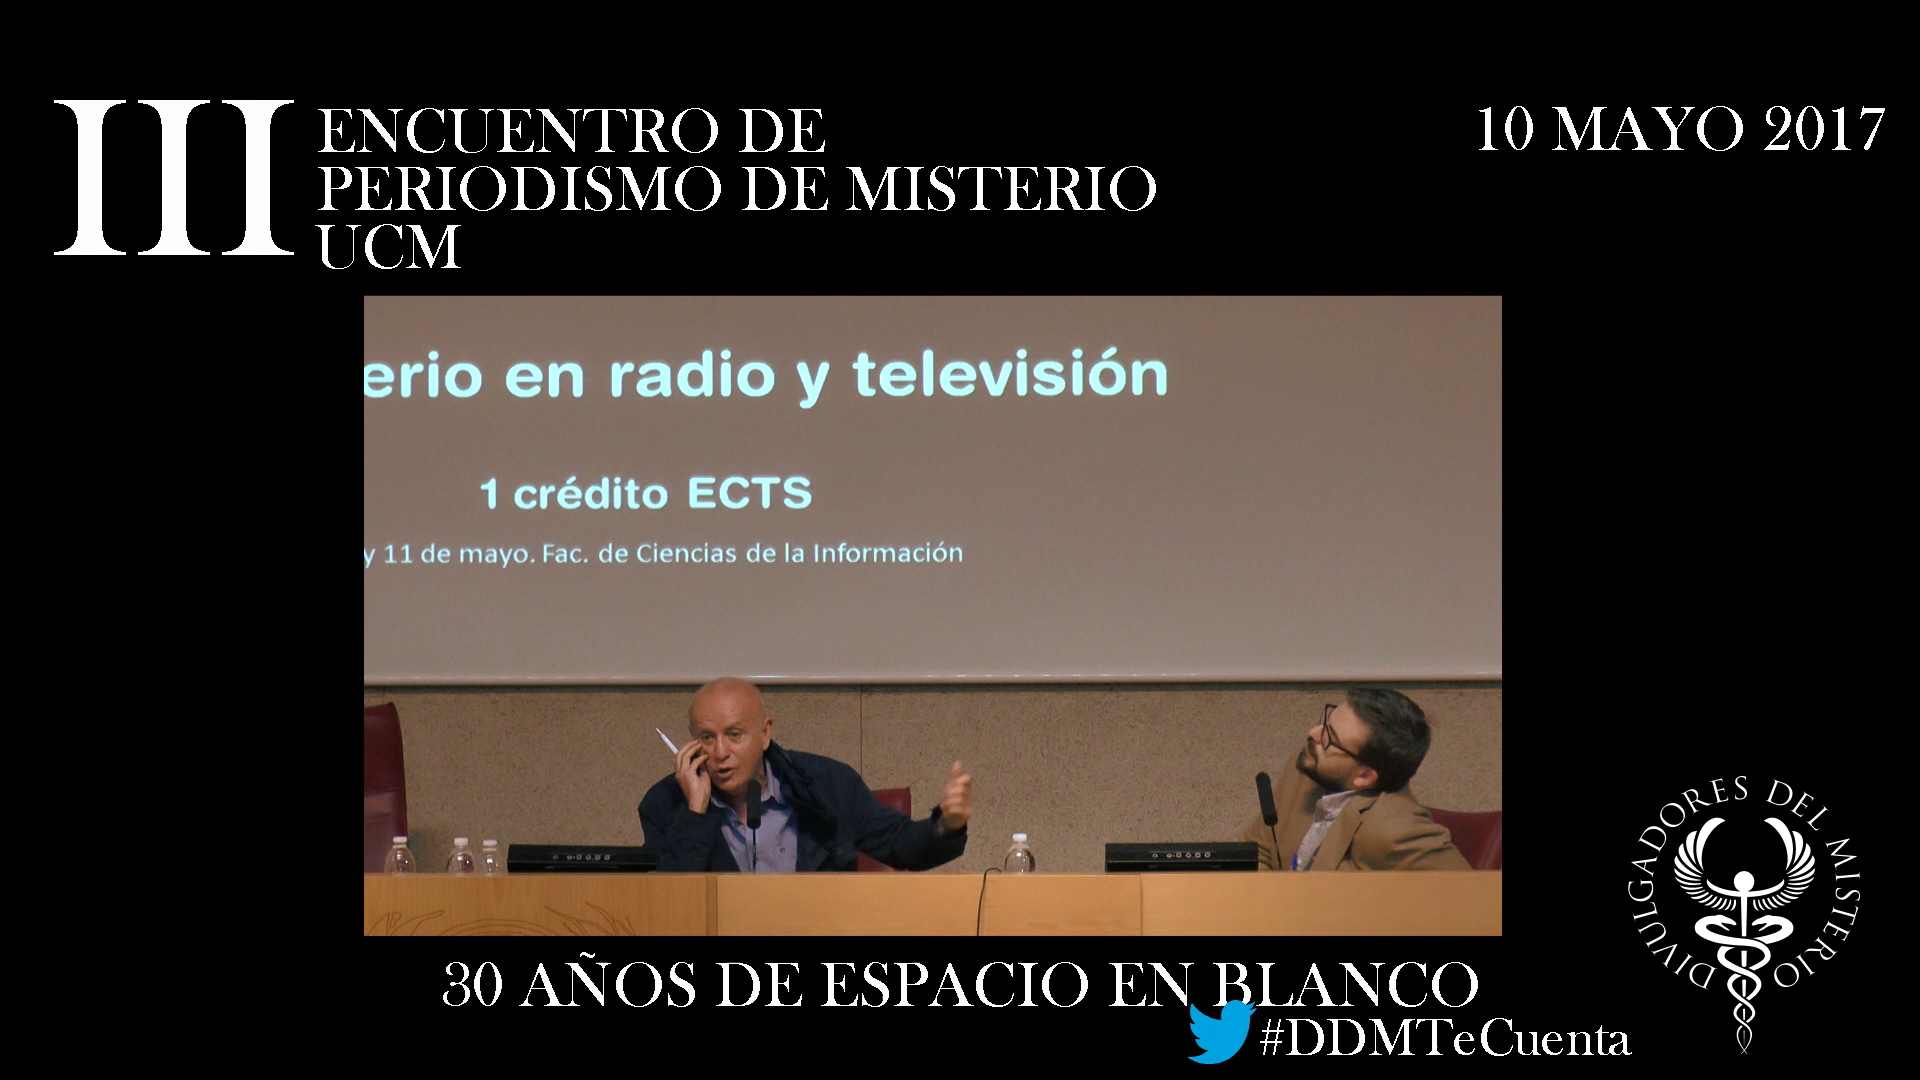 III
ENCUENTRO DE
PERIODISMO DE MISTERIO
UCM
10 MAYO 2017
erio en radio y televisión
1 crédito ECTS
y 11 de mayo. Fac. de Ciencias de la Información
30 AÑOS DE ESPACIO EN BLANCO
#DDMTeCuenta
DIVULGADORES DEL MISTERIO